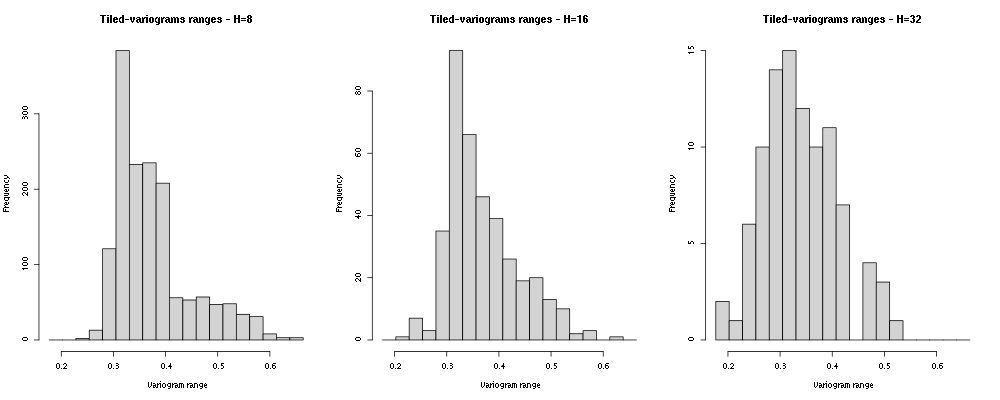 Tiled-variograms ranges - H=8
Frequency
300
200
100
0
0.2 0.3 0.4 0.5 0.6
Variogram range
Tiled-variograms ranges - H=16
Frequency
80
60
40
20
0
0.2 0.3 0.4 0.5 0.6
Variogram range
Tiled-variograms ranges - H=32
Frequency
15
10
5
0
0.2 0.3 0.4 0.5 0.6
Variogram range